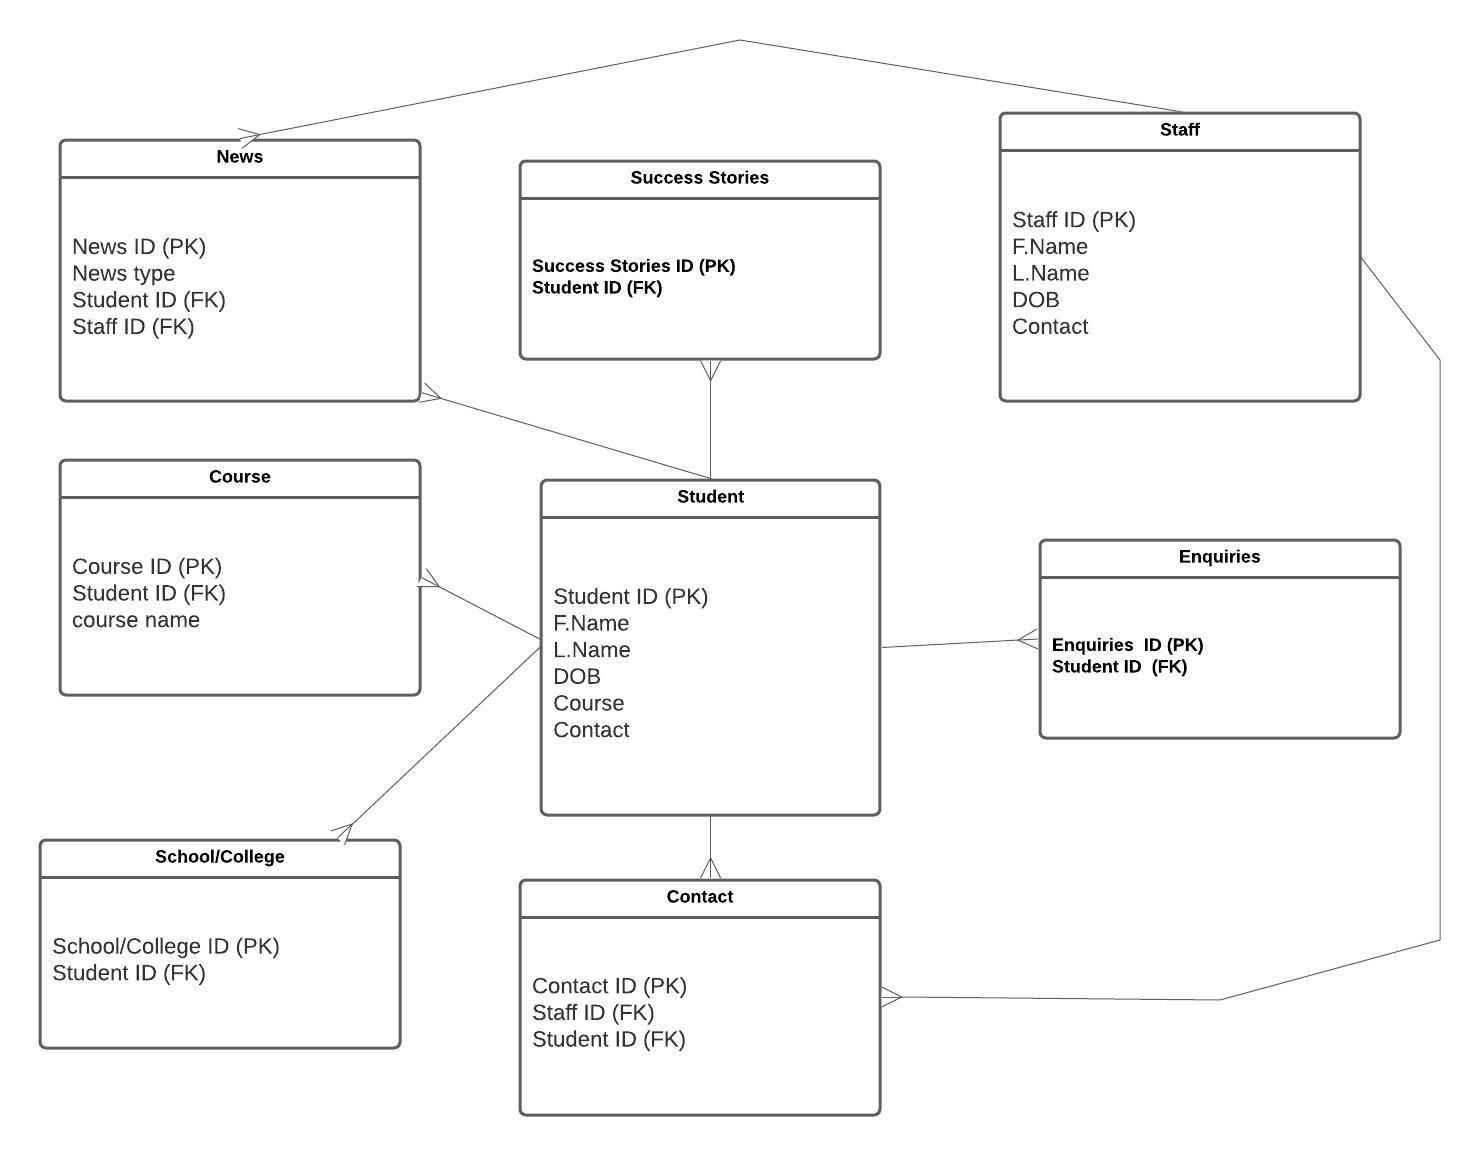 News
News ID (PK)
News type
Student ID (FK)
Staff ID (FK)
Success Stories
Success Stories ID (PK)
Student ID (FK)
Staff
Staff ID (PK)
F.Name
L.Name
DOB
Contact
Course
Course ID (PK)
Student ID (FK)
course name
Student
Student ID (PK)
F.Name
L.Name
DOB
Course
Contact
Enquiries
Enquiries  ID (PK)
Student ID  (FK)
School/College
School/College ID (PK)
Student ID (FK)
Contact
Contact ID (PK)
Staff ID (FK)
Student ID (FK)